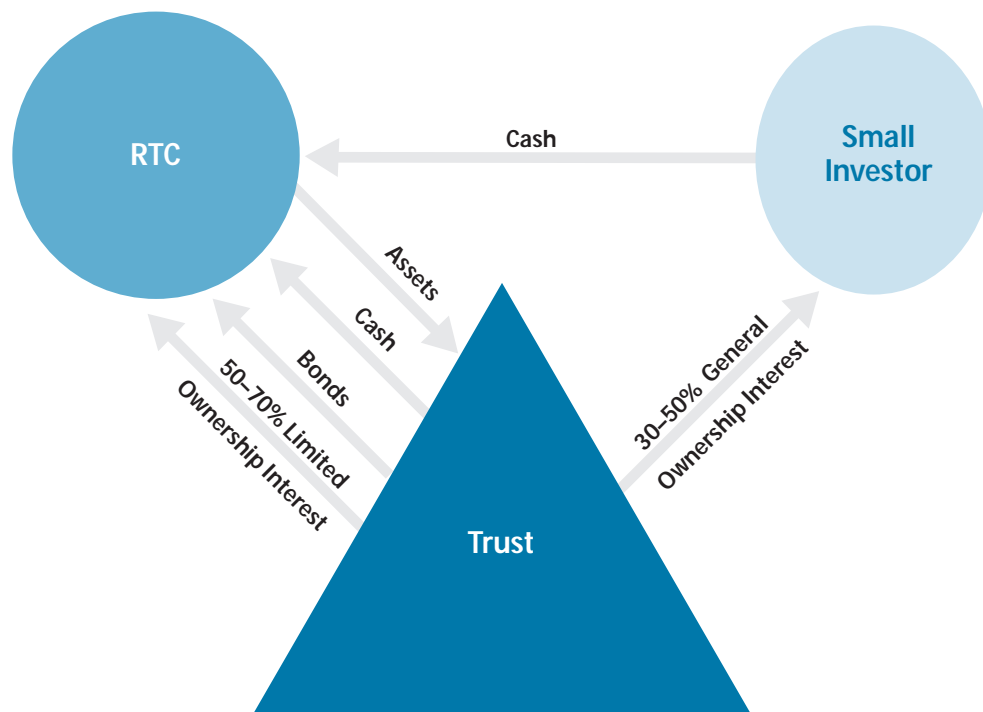 RTC
Cash
Small
Investor
Assets
Cash
Bonds
50–70% Limited
Ownership Interest
30–50% General
Ownership Interest
Trust